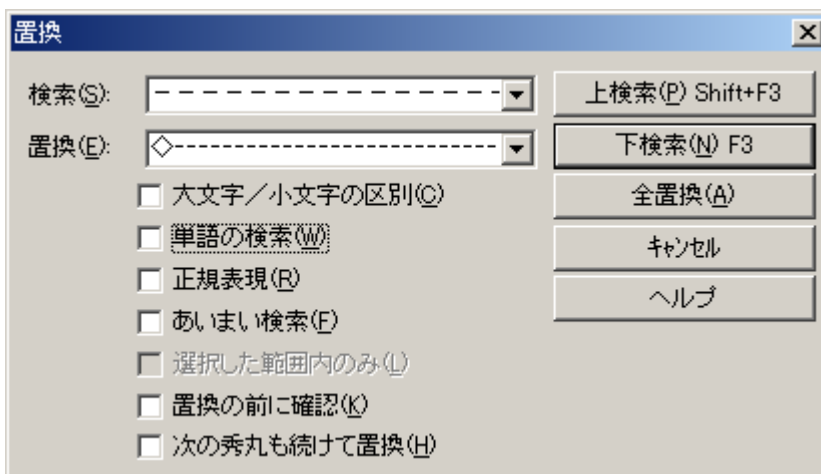 置換
検索(S): －－－－－－－－－－－－－－－ 上検索(P) Shift+F3
置換(E): ◇--------------------------- 下検索(N) F3
大文字／小文字の区別(C) 全置換(A)
単語の検索(W) ｷｬﾝｾﾙ
正規表現(R) ヘルプ
あいまい検索(F)
選択した範囲内のみ(L)
置換の前に確認(K)
次の秀丸も続けて置換(H)